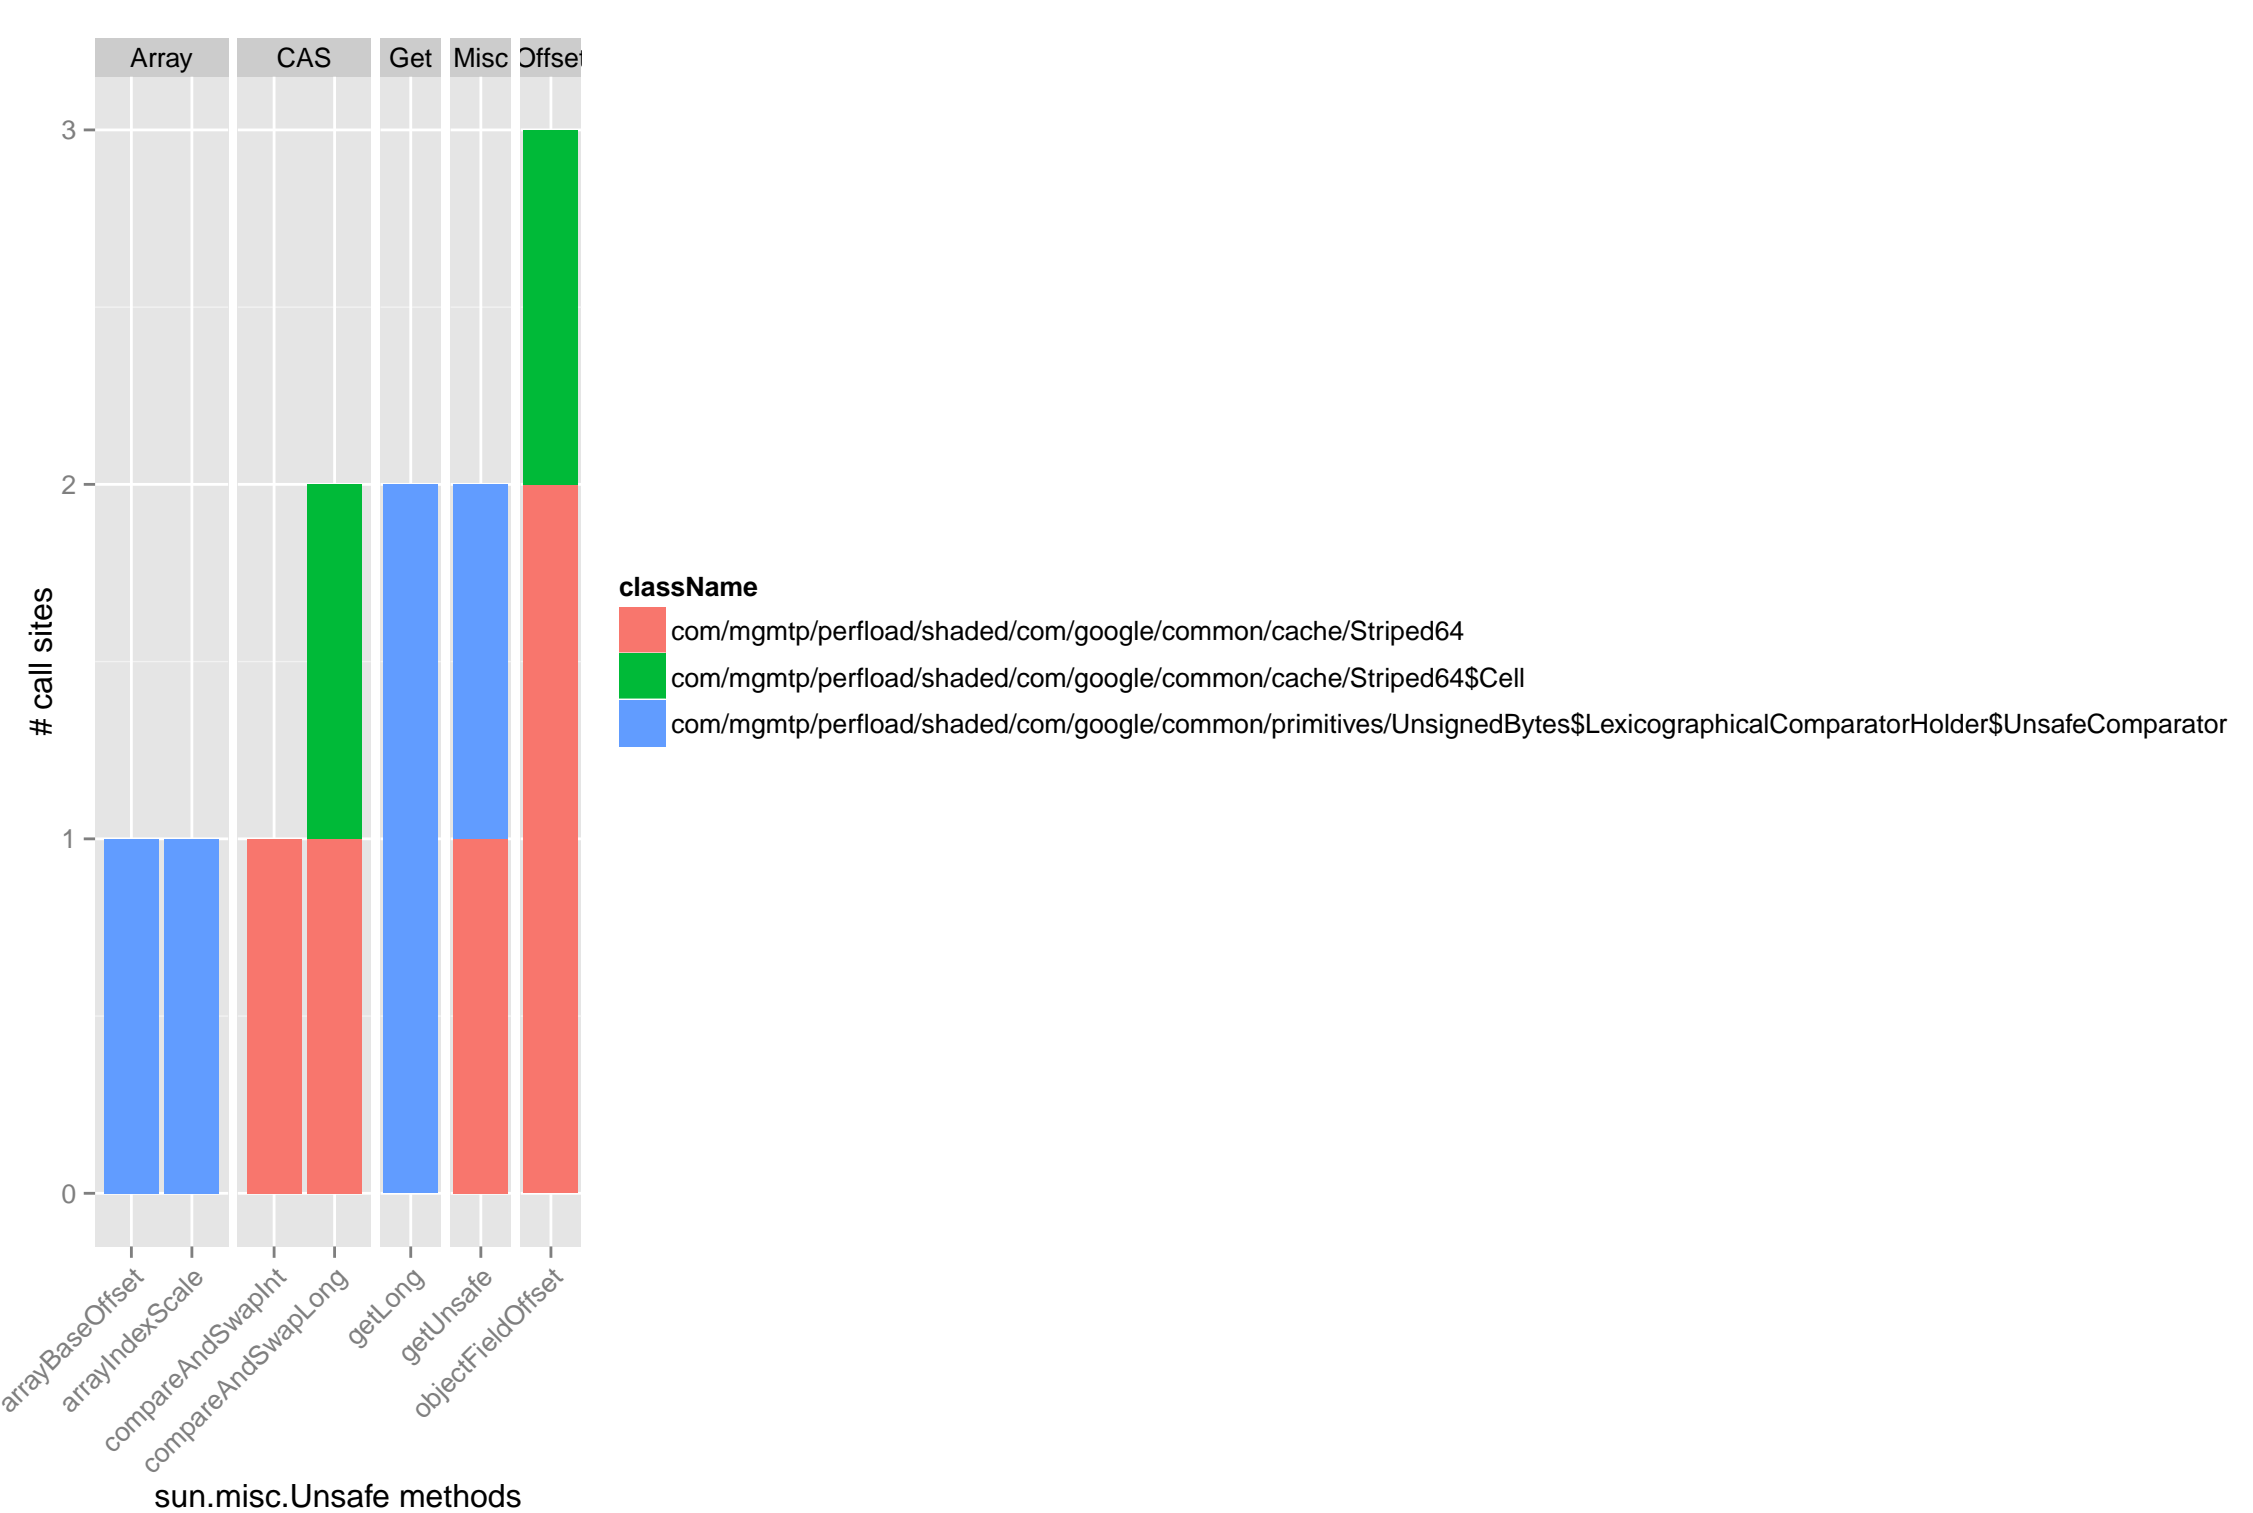 Array CAS Get Misc Offset
3
2
1
0
# call sites
arrayBaseOffset
arrayIndexScale
compareAndSwapInt
compareAndSwapLong
getLong
getUnsafe
objectFieldOffset
sun.misc.Unsafe methods
className
com/mgmtp/perfload/shaded/com/google/common/cache/Striped64
com/mgmtp/perfload/shaded/com/google/common/cache/Striped64$Cell
com/mgmtp/perfload/shaded/com/google/common/primitives/UnsignedBytes$LexicographicalComparatorHolder$UnsafeComparator